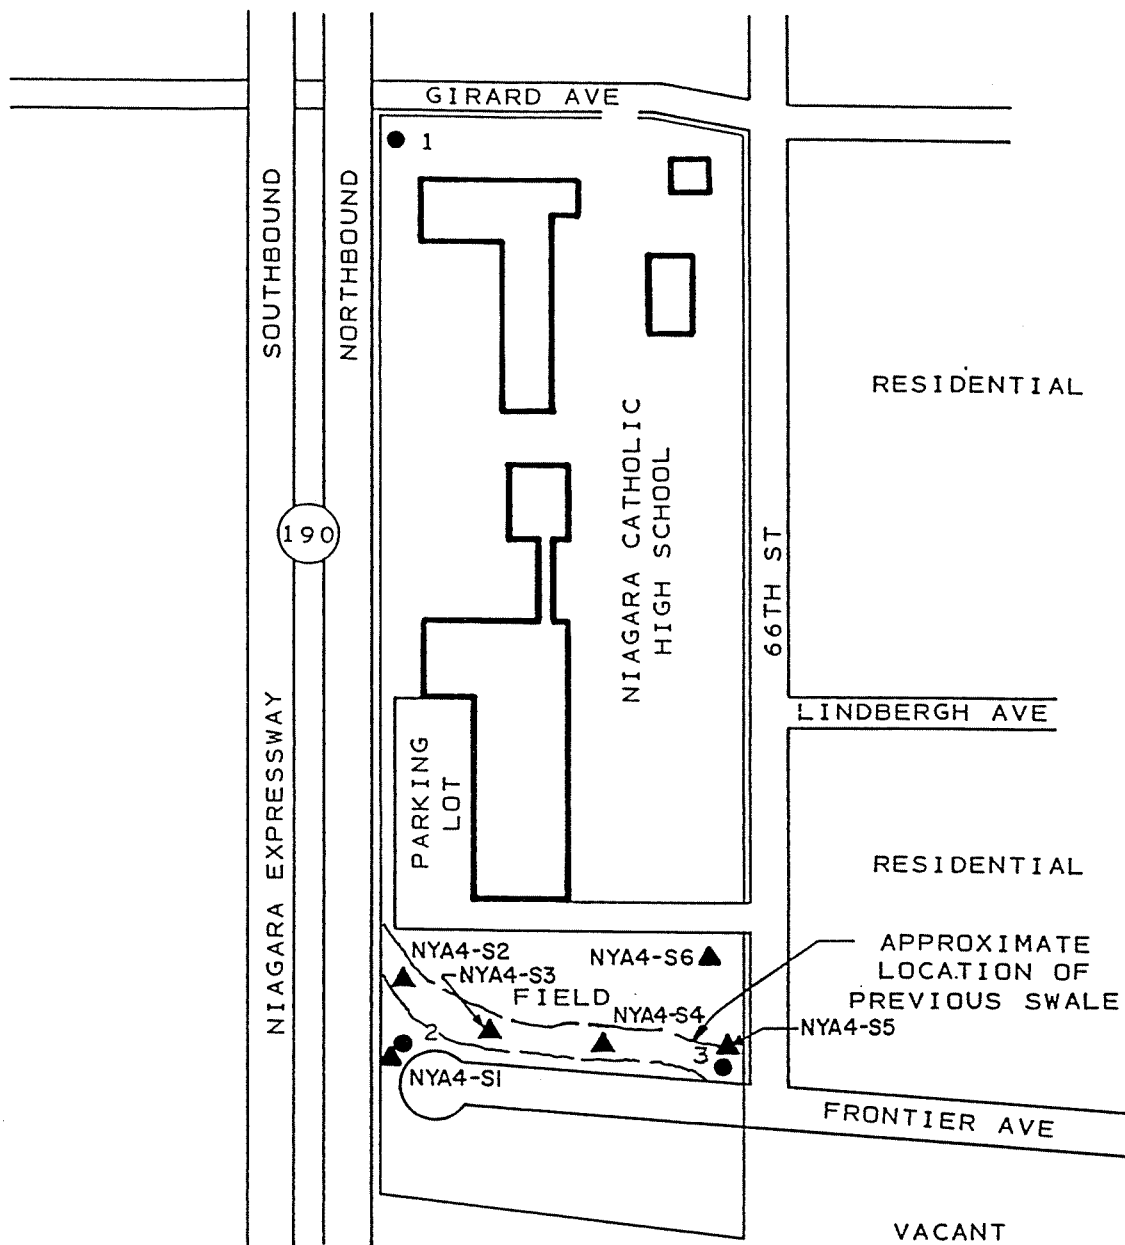 GIRARD AVE
1
SOUTHBOUND
NORTHBOUND
RESIDENTIAL
NIAGARA CATHOLIC
HIGH SCHOOL
190
66TH ST
LINDBERGH AVE
NIAGARA EXPRESSWAY
PARKING
LOT
RESIDENTIAL
APPROXIMATE
LOCATION OF
PREVIOUS SWALE
NYA4-S2
NYA4-S6
NYA4-S3
FIELD
NYA4-S4
NYA4-S5
2
3
NYA4-S1
FRONTIER AVE
VACANT